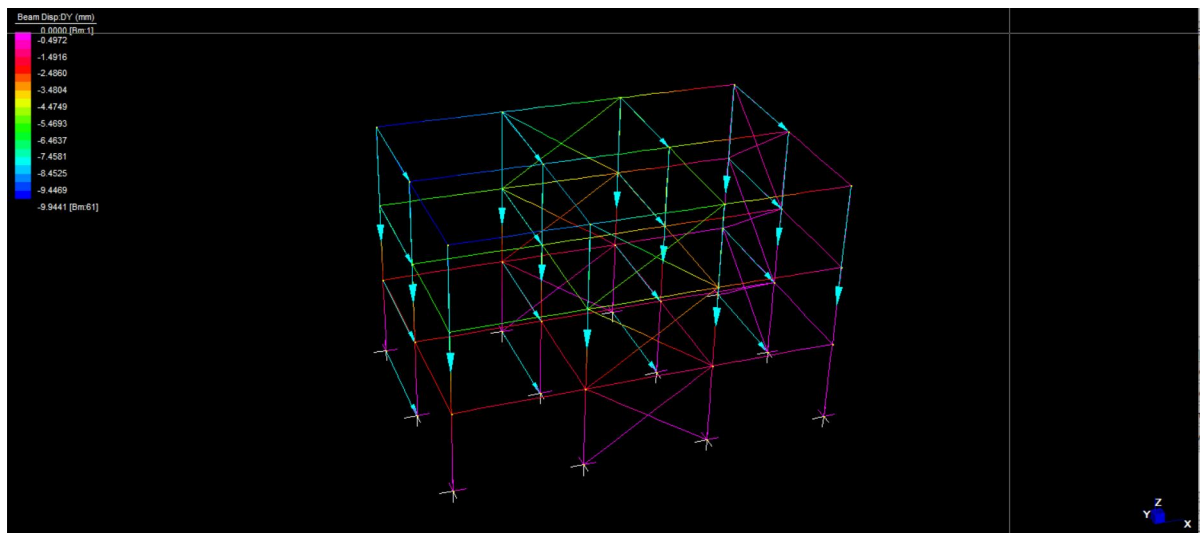 Beam Disp:DY (mm)
0.0000 [Bm:1]
-0.4972
-1.4916
-2.4860
-3.4804
-4.4749
-5.4693
-6.4637
-7.4581
-8.4525
-9.4469
-9.9441 [Bm:61]
Z
Y
X